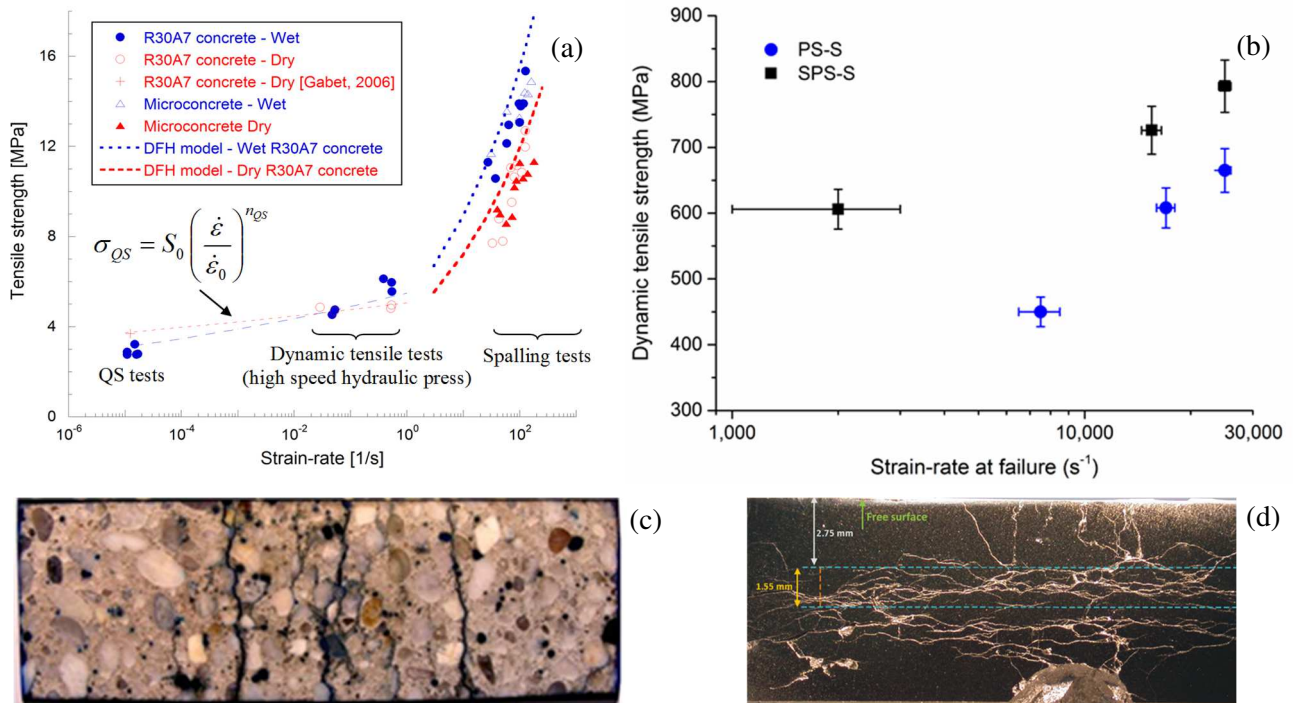 (a)
16
12
8
4
0
Tensile strength [MPa]
R30A7 concrete - Wet
R30A7 concrete - Dry
R30A7 concrete - Dry [Gabet, 2006]
Microconcrete - Wet
Microconcrete Dry
DFH model - Wet R30A7 concrete
DFH model - Dry R30A7 concrete
σ_QS = S_0 (ε̇ / ε̇_0)^{n_QS}
QS tests
Dynamic tensile tests
(high speed hydraulic press)
Spalling tests
10^-6
10^-4
10^-2
10^0
10^2
Strain-rate [1/s]
(b)
900
800
700
600
500
400
300
Dynamic tensile strength (MPa)
PS-S
SPS-S
1,000
10,000
30,000
Strain-rate at failure (s^-1)
(c)
(d)
Free surface
2.75 mm
1.55 mm